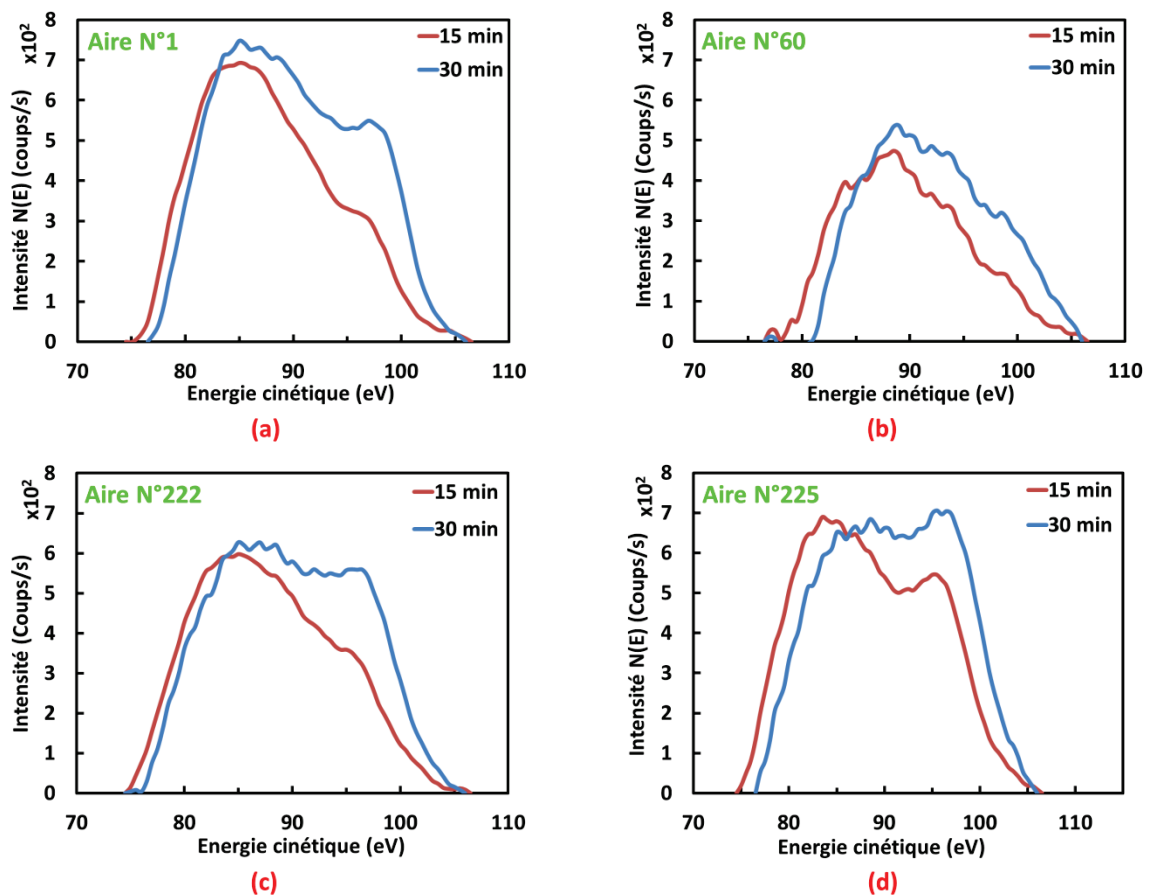 Aire N°1
15 min
30 min
x10²
8
7
6
5
4
3
2
1
0
Intensité N(E) (coups/s)
70 80 90 100 110
Energie cinétique (eV)
(a)
Aire N°60
15 min
30 min
x10²
8
7
6
5
4
3
2
1
0
Intensité N(E) (Coups/s)
70 80 90 100 110
Energie cinétique (eV)
(b)
Aire N°222
15 min
30 min
x10²
8
7
6
5
4
3
2
1
0
Intensité (Coups/s)
70 80 90 100 110
Energie cinétique (eV)
(c)
Aire N°225
15 min
30 min
x10²
8
7
6
5
4
3
2
1
0
Intensité N(E) (Coups/s)
70 80 90 100 110
Energie cinétique (eV)
(d)